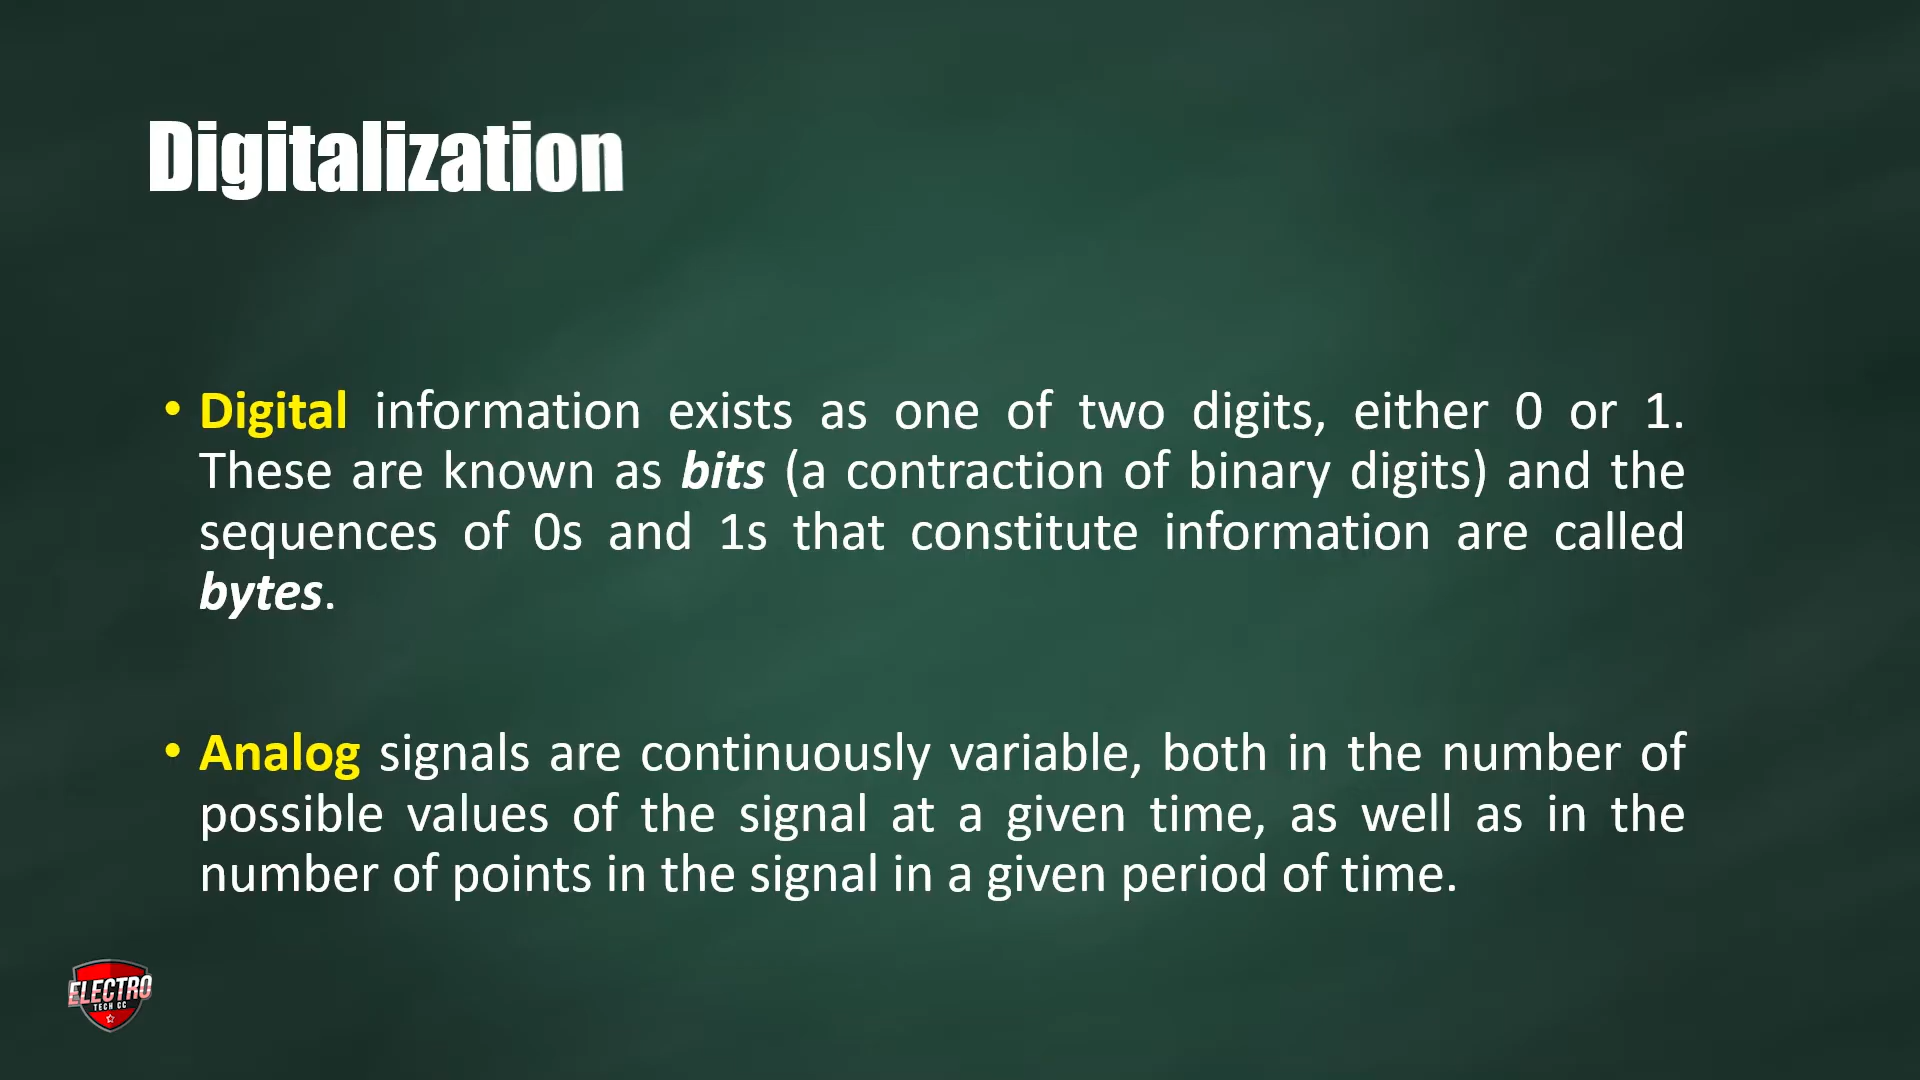 Digitalization
• Digital information exists as one of two digits, either 0 or 1.
These are known as bits (a contraction of binary digits) and the
sequences of 0s and 1s that constitute information are called
bytes.
• Analog signals are continuously variable, both in the number of
possible values of the signal at a given time, as well as in the
number of points in the signal in a given period of time.
ELECTRO
TECH CC